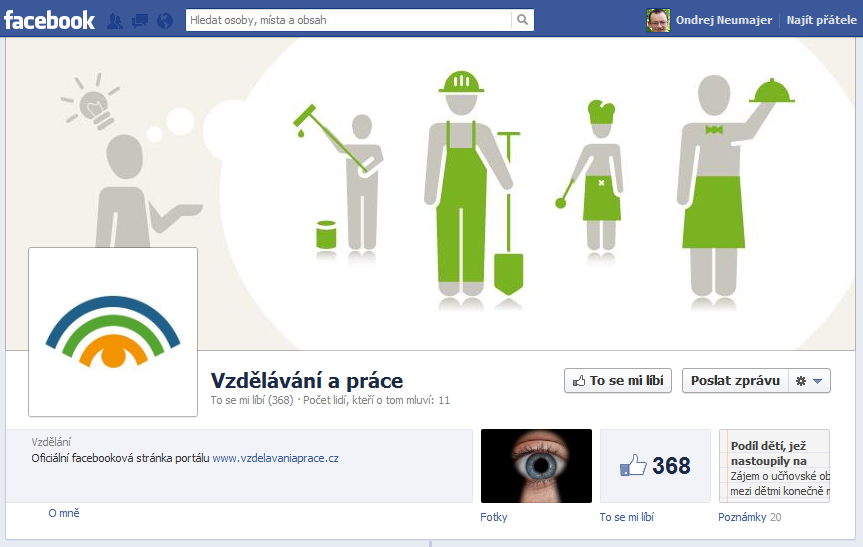 facebook
Hledat osoby, místa a obsah
Ondrej Neumajer
Najít přátele
Vzdělávání a práce
To se mi líbí (368) · Počet lidí, kteří o tom mluví: 11
To se mi líbí
Poslat zprávu
Vzdělání
Oficiální facebooková stránka portálu www.vzdelavaniaprace.cz
O mně
Fotky
368
To se mi líbí
Podíl dětí, jež
nastoupily na
Zájem o učňovské ob
mezi dětmi konečně
Poznámky 20